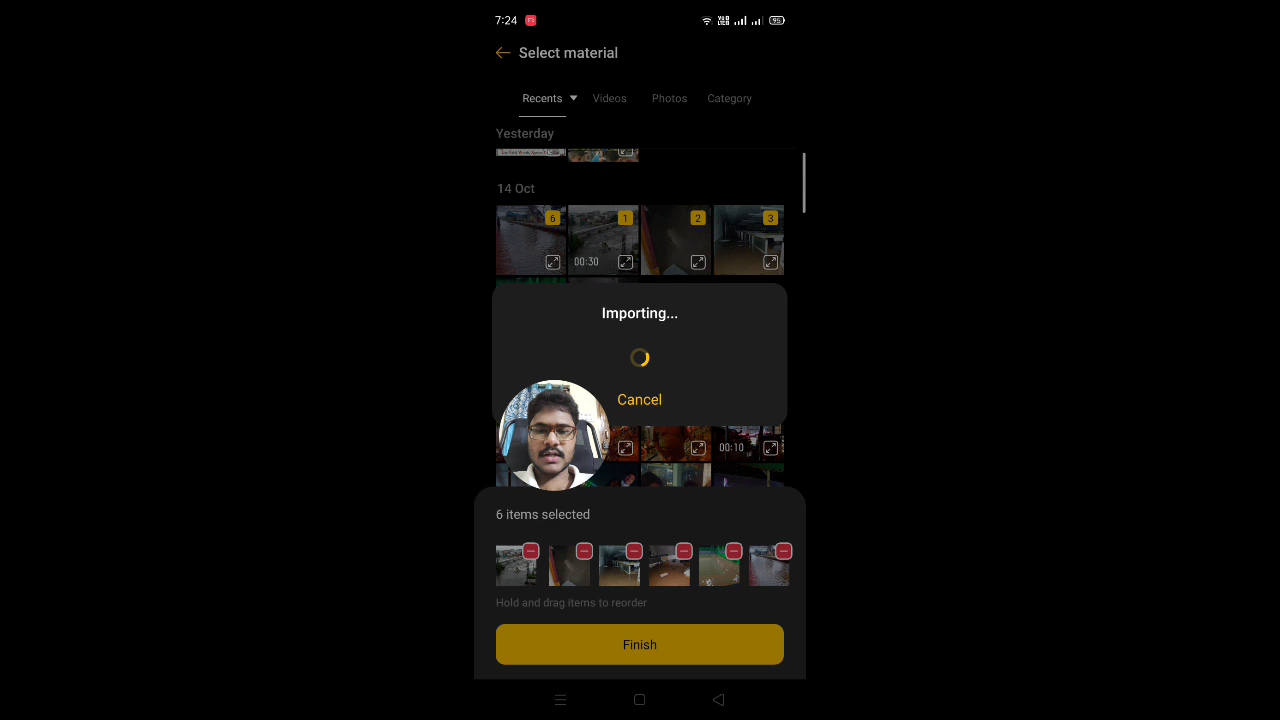 7:24
95
Select material
Recents Videos Photos Category
Yesterday
14 Oct
6 1 2 3
00:30
Importing...
Cancel
00:10
6 items selected
Hold and drag items to reorder
Finish